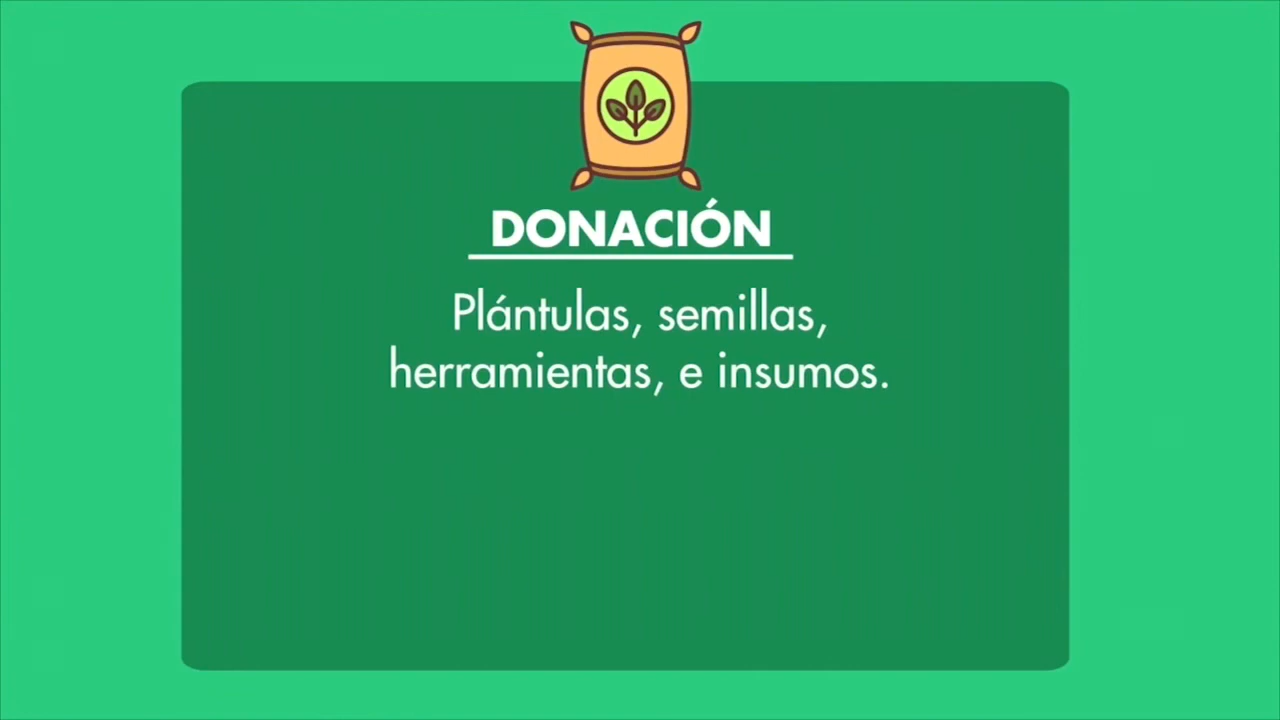 DONACIÓN
Plántulas, semillas,
herramientas, e insumos.